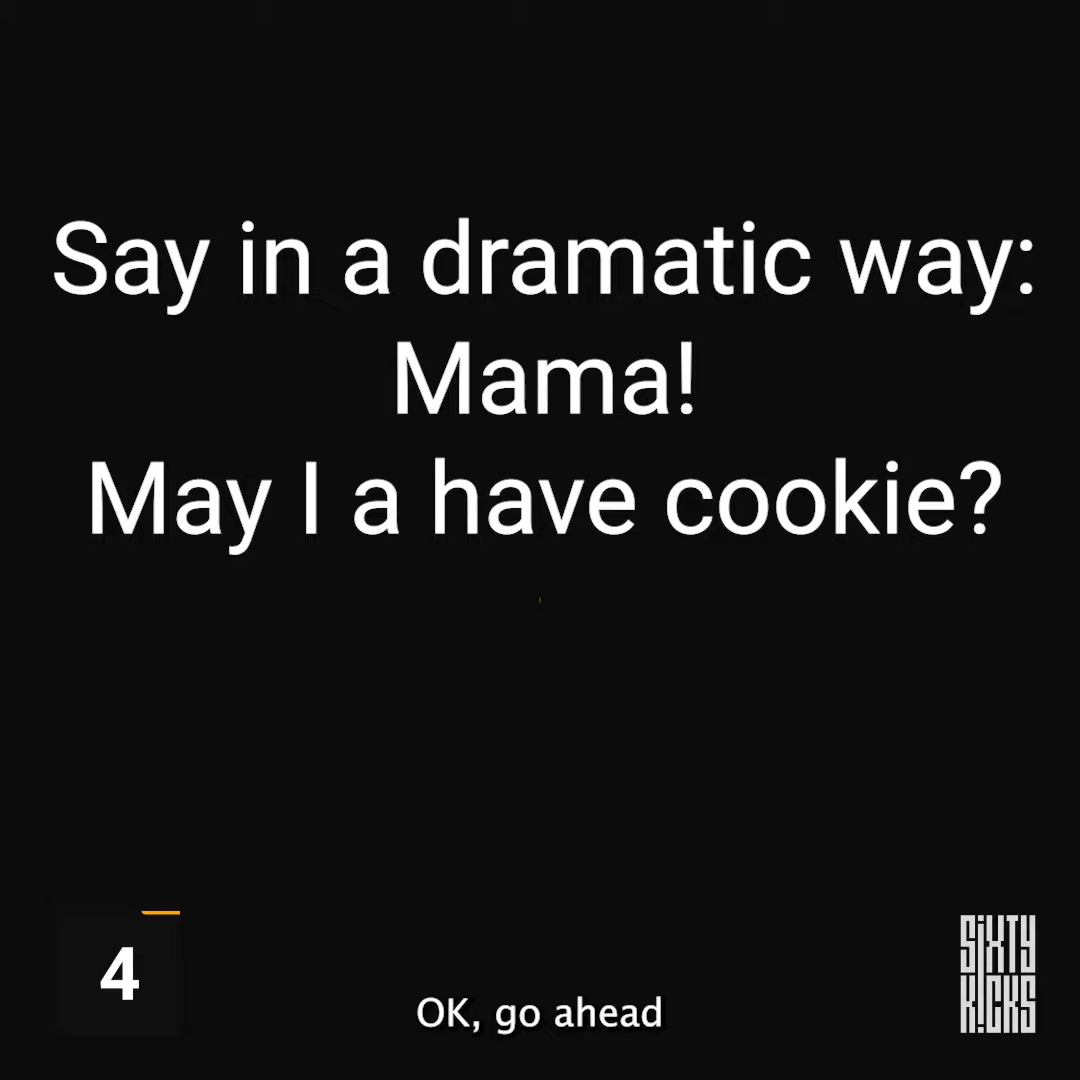 Say in a dramatic way:
Mama!
May I a have cookie?
4
OK, go ahead
SIXTY
KICKS